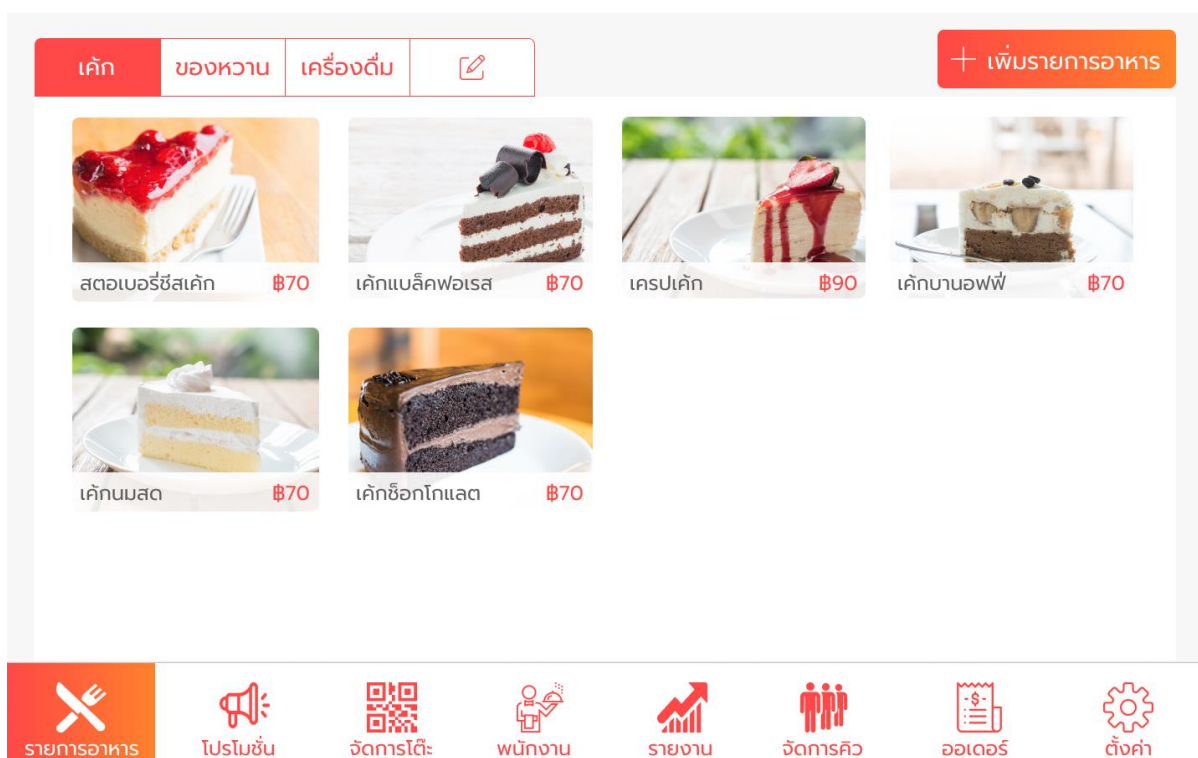 เค้ก ของหวาน เครื่องดื่ม
+ เพิ่มรายการอาหาร
สตอเบอรี่ชีสเค้ก ฿70
เค้กแบล็คฟอเรส ฿70
เครปเค้ก ฿90
เค้กบานอฟฟี่ ฿70
เค้กนมสด ฿70
เค้กช็อกโกแลต ฿70
รายการอาหาร โปรโมชั่น จัดการโต๊ะ พนักงาน รายงาน จัดการคิว ออเดอร์ ตั้งค่า